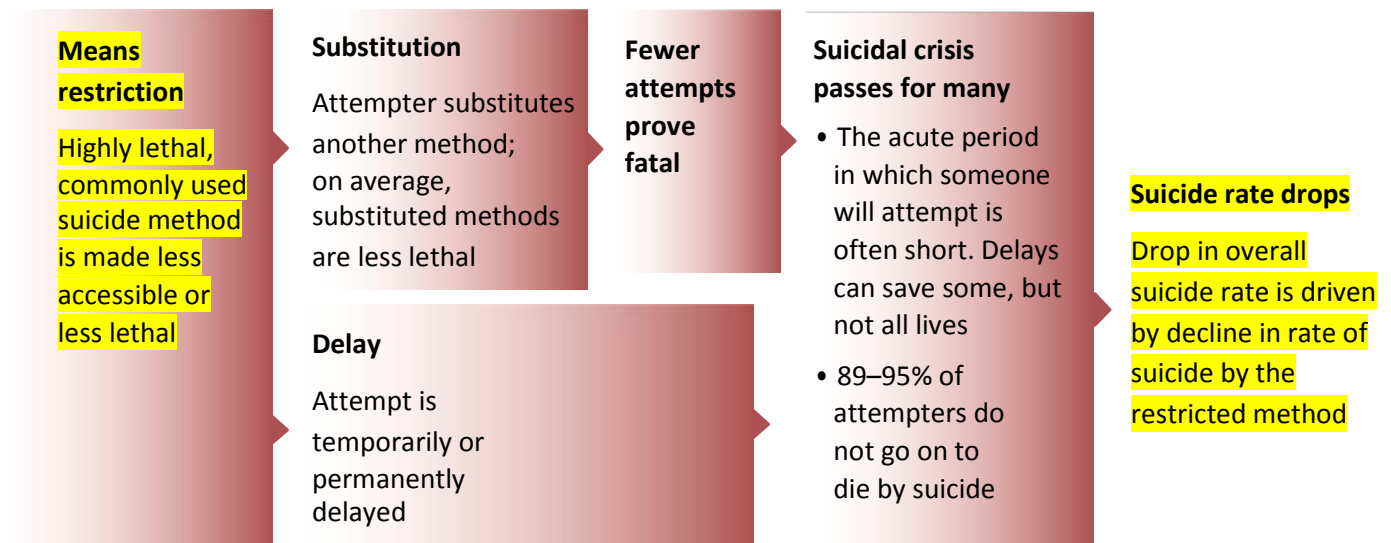 Means
restriction
Highly lethal,
commonly used
suicide method
is made less
accessible or
less lethal
Substitution
Attempter substitutes
another method;
on average,
substituted methods
are less lethal
Delay
Attempt is
temporarily or
permanently
delayed
Fewer
attempts
prove
fatal
Suicidal crisis
passes for many
• The acute period
in which someone
will attempt is
often short. Delays
can save some, but
not all lives
• 89–95% of
attempters do
not go on to
die by suicide
Suicide rate drops
Drop in overall
suicide rate is driven
by decline in rate of
suicide by the
restricted method